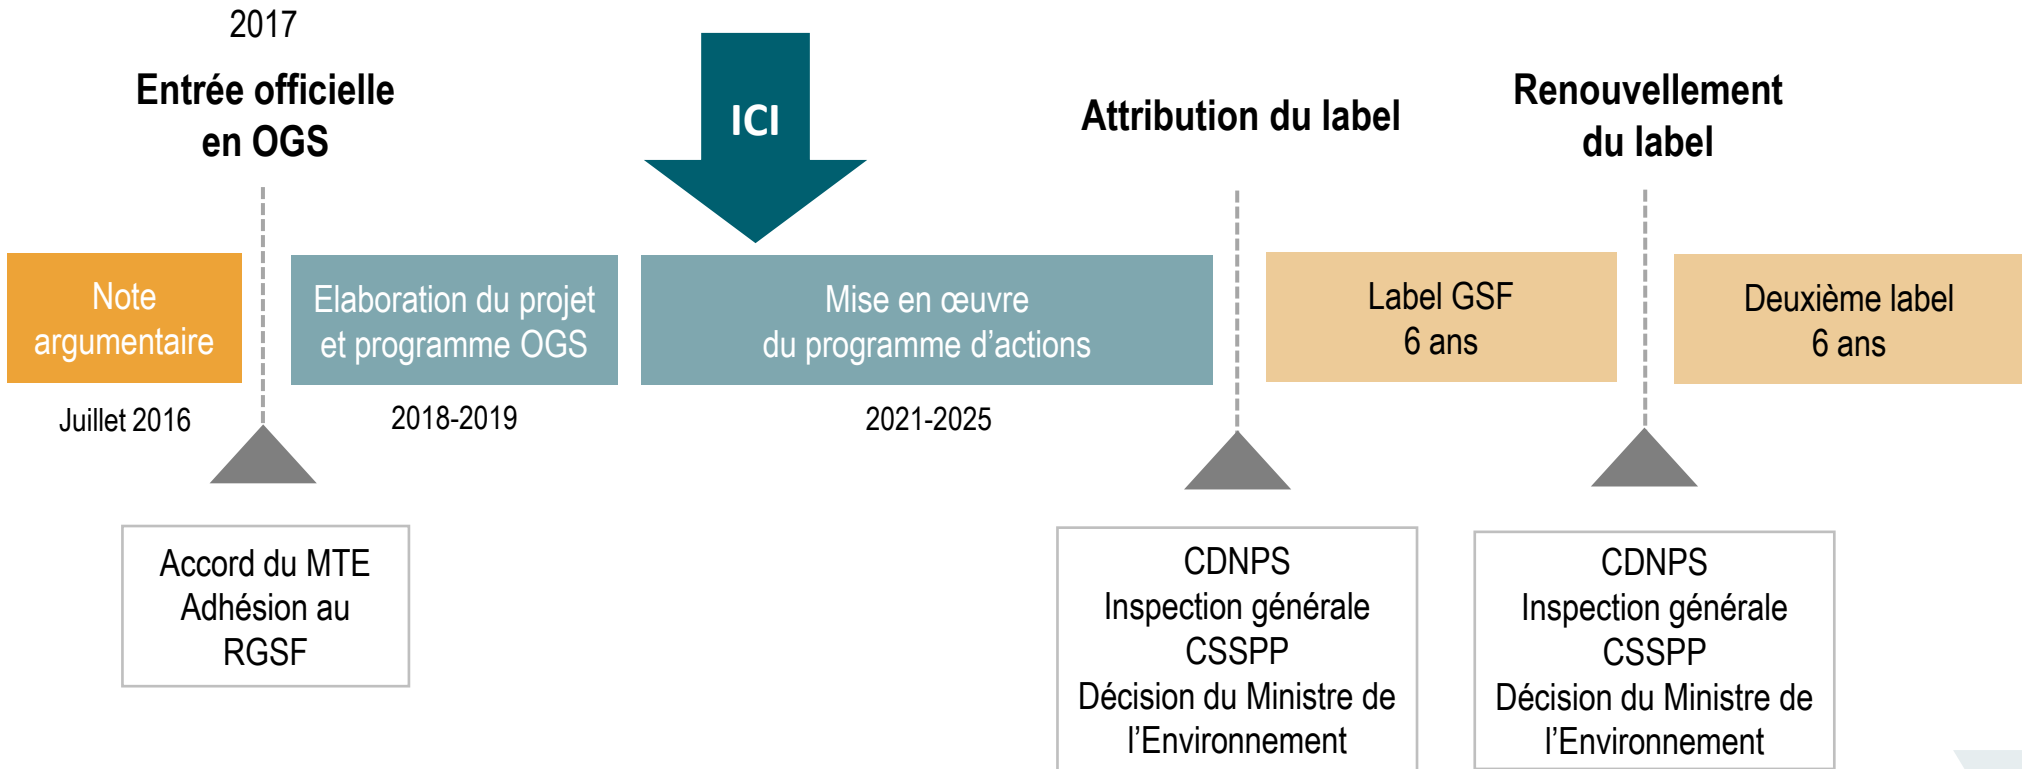 2017
Entrée officielle
en OGS
ICI
Attribution du label
Renouvellement
du label
Note
argumentaire
Elaboration du projet
et programme OGS
Mise en œuvre
du programme d’actions
Label GSF
6 ans
Deuxième label
6 ans
Juillet 2016
2018-2019
2021-2025
Accord du MTE
Adhésion au
RGSF
CDNPS
Inspection générale
CSSPP
Décision du Ministre de
l’Environnement
CDNPS
Inspection générale
CSSPP
Décision du Ministre de
l’Environnement